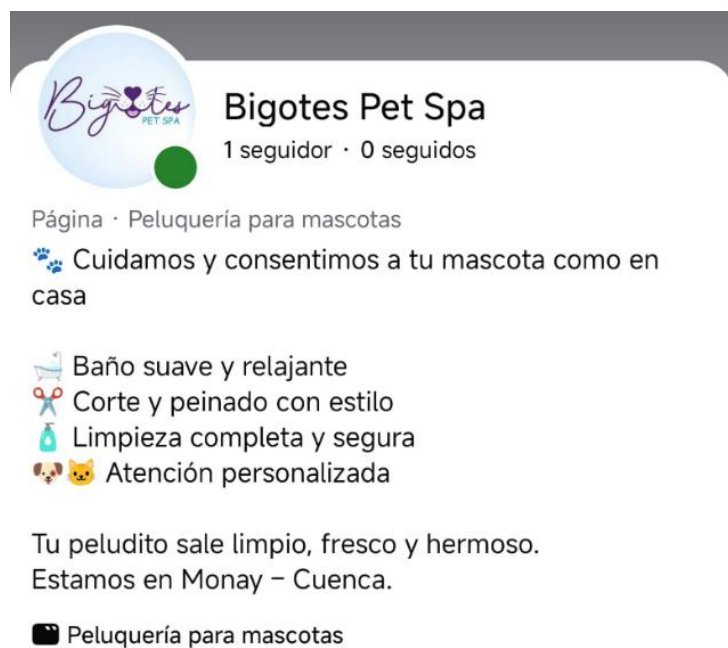 Bigotes
PET SPA
Bigotes Pet Spa
1 seguidor · 0 seguidos
Página · Peluquería para mascotas
🐾 Cuidamos y consentimos a tu mascota como en
casa
🛁 Baño suave y relajante
✂️ Corte y peinado con estilo
🧴 Limpieza completa y segura
🐶🐱 Atención personalizada
Tu peludito sale limpio, fresco y hermoso.
Estamos en Monay – Cuenca.
Peluquería para mascotas